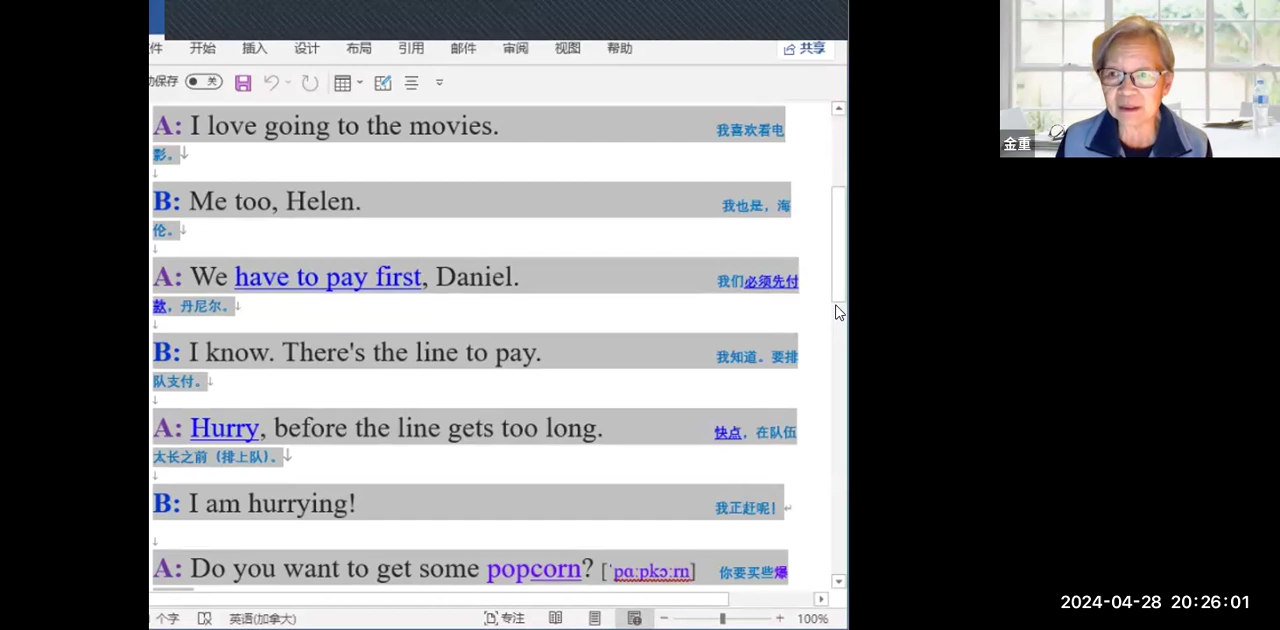 件 开始 插入 设计 布局 引用 邮件 审阅 视图 帮助 共享
动保存 关
A: I love going to the movies. 我喜欢看电
影。
B: Me too, Helen. 我也是，海
伦。
A: We have to pay first, Daniel. 我们必须先付
款，丹尼尔。
B: I know. There's the line to pay. 我知道。要排
队支付。
A: Hurry, before the line gets too long. 快点，在队伍
太长之前（排上队）。
B: I am hurrying! 我正赶呢！
A: Do you want to get some popcorn? [ˈpɑːpkɔːrn] 你要买些爆
个字 英语(加拿大) 专注 100%
金重
2024-04-28 20:26:01